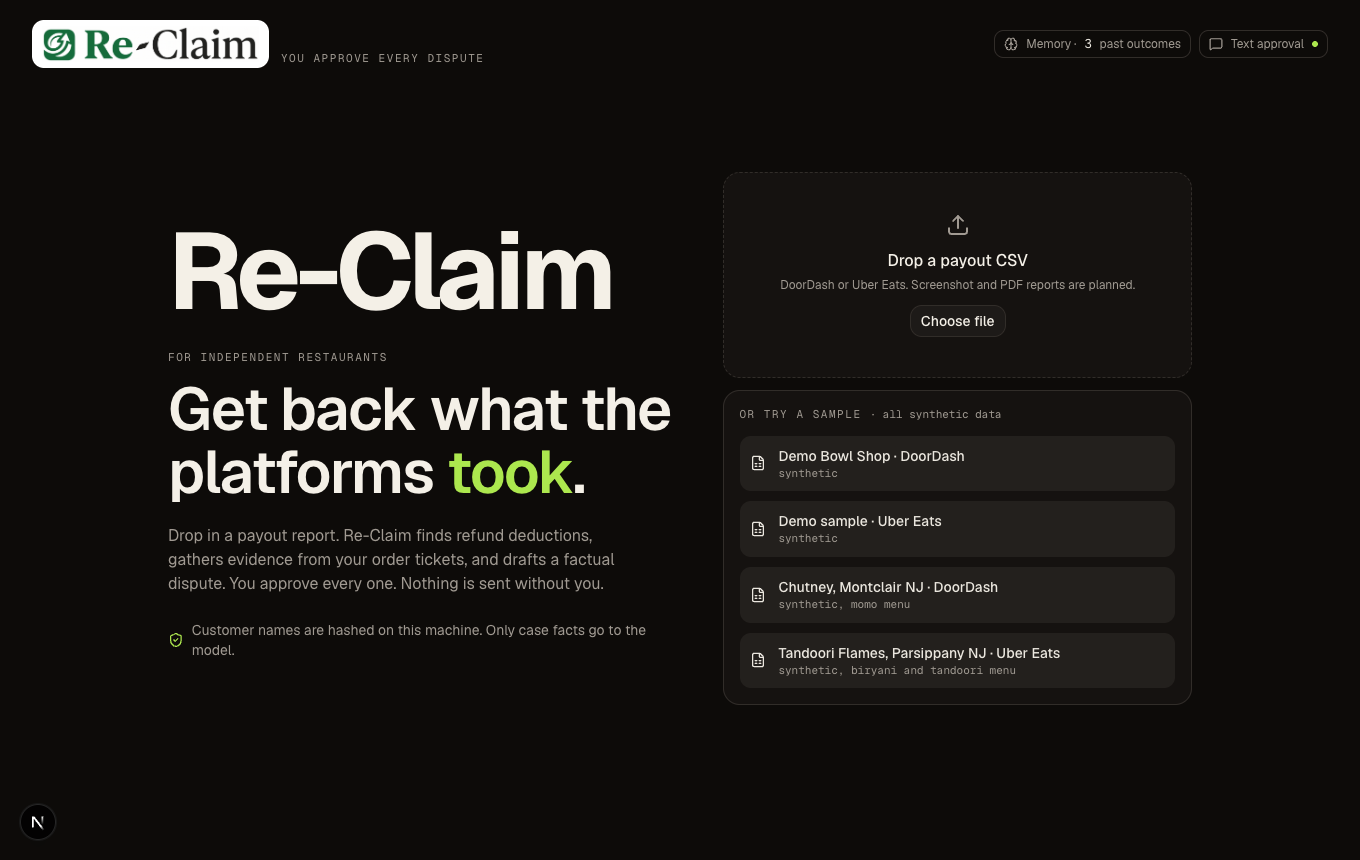 Re-Claim
YOU APPROVE EVERY DISPUTE
Memory · 3 past outcomes
Text approval
Re-Claim
FOR INDEPENDENT RESTAURANTS
Get back what the
platforms took.
Drop in a payout report. Re-Claim finds refund deductions,
gathers evidence from your order tickets, and drafts a factual
dispute. You approve every one. Nothing is sent without you.
Customer names are hashed on this machine. Only case facts go to the
model.
Drop a payout CSV
DoorDash or Uber Eats. Screenshot and PDF reports are planned.
Choose file
OR TRY A SAMPLE · all synthetic data
Demo Bowl Shop · DoorDash
synthetic
Demo sample · Uber Eats
synthetic
Chutney, Montclair NJ · DoorDash
synthetic, momo menu
Tandoori Flames, Parsippany NJ · Uber Eats
synthetic, biryani and tandoori menu
N